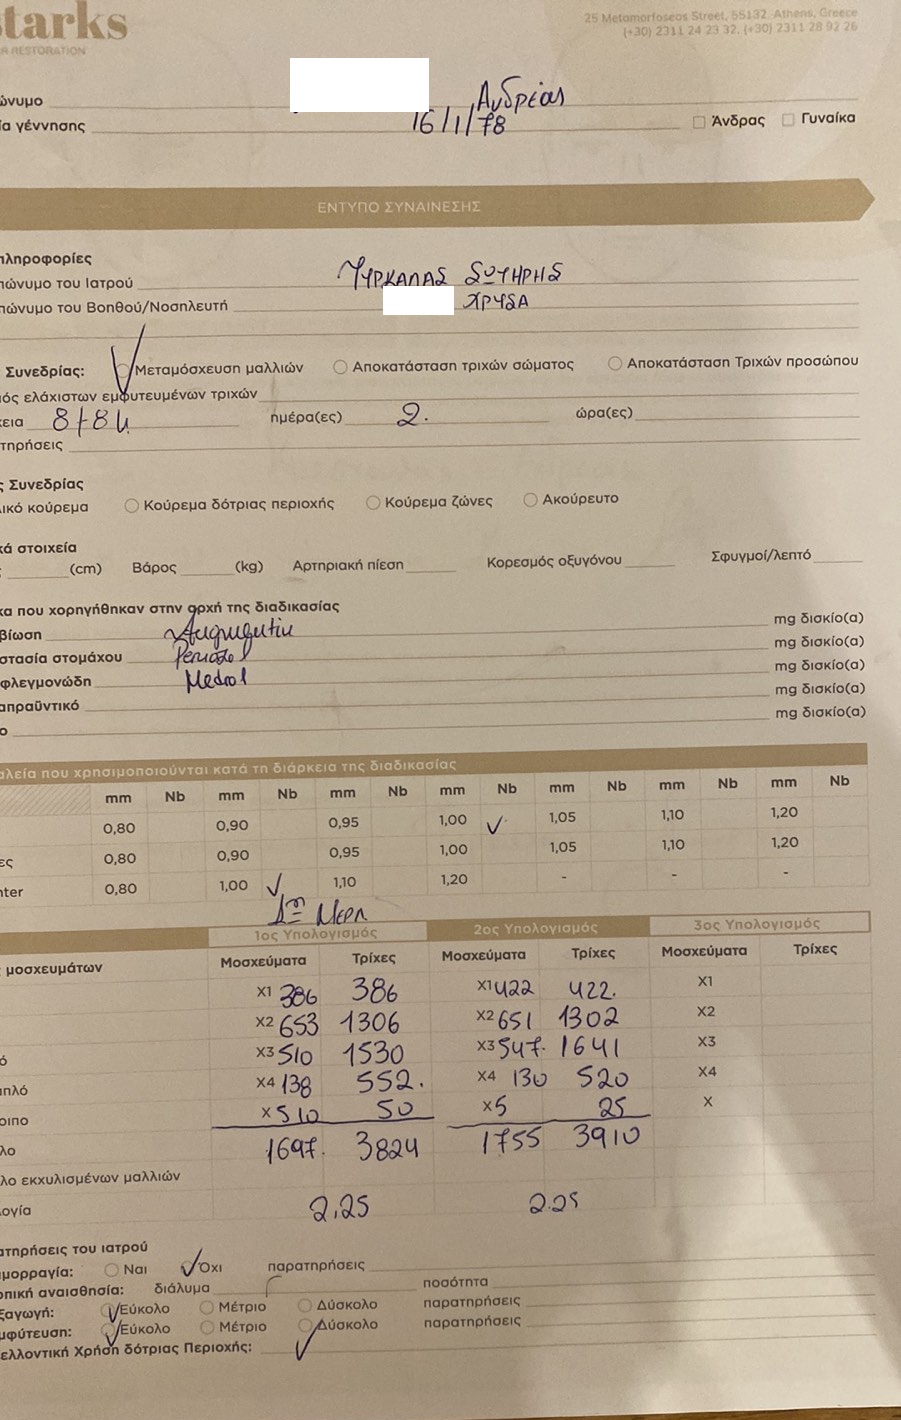 tarks
R RESTORATION
25 Metamorfoseos Street, 55132, Athens, Greece
(+30) 2311 24 23 32, (+30) 2311 28 92 26
ώνυμο Ανδρέας
ία γέννησης 16/1/78 Άνδρας Γυναίκα
ΕΝΤΥΠΟ ΣΥΝΑΙΝΕΣΗΣ
πληροφορίες
πώνυμο του Ιατρού ΣΩΤΗΡΗΣ
πώνυμο του Βοηθού/Νοσηλευτή ΧΡΥΣΑ
Συνεδρίας: Μεταμόσχευση μαλλιών Αποκατάσταση τριχών σώματος Αποκατάσταση Τριχών προσώπου
ός ελάχιστων εμφυτευμένων τριχών
κεια ημέρα(ες) 2. ώρα(ες)
τηρήσεις
ς Συνεδρίας
λικό κούρεμα Κούρεμα δότριας περιοχής Κούρεμα ζώνες Ακούρευτο
κά στοιχεία
(cm) Βάρος (kg) Αρτηριακή πίεση Κορεσμός οξυγόνου Σφυγμοί/λεπτό
κα που χορηγήθηκαν στην αρχή της διαδικασίας
βίωση Augmentin mg δισκίο(α)
στασία στομάχου mg δισκίο(α)
φλεγμονώδη Medrol mg δισκίο(α)
απραϋντικό mg δισκίο(α)
ο mg δισκίο(α)
αλεία που χρησιμοποιούνται κατά τη διάρκεια της διαδικασίας
mm Nb mm Nb mm Nb mm Nb mm Nb mm Nb mm Nb
0,80 0,90 0,95 1,00 1,05 1,10 1,20
ες 0,80 0,90 0,95 1,00 1,05 1,10 1,20
nter 0,80 1,00 1,10 1,20 - - -
1η Μερα
1ος Υπολογισμός 2ος Υπολογισμός 3ος Υπολογισμός
ς μοσχευμάτων Μοσχεύματα Τρίχες Μοσχεύματα Τρίχες Μοσχεύματα Τρίχες
X1 386 386 X1 422 422. X1
X2 653 1306 X2 651 1302 X2
ό X3 510 1530 X3 547 1641 X3
πλό X4 138 552. X4 130 520 X4
οιπο X 5 10 50 X 5 25 X
λο 1697 3824 1755 3910
λο εκχυλισμένων μαλλιών
λογία 2,25 2.25
ατηρήσεις του ιατρού
μορραγία: Ναι Όχι παρατηρήσεις
οπική αναισθησία: διάλυμα ποσότητα
ξαγωγή: Εύκολο Μέτριο Δύσκολο παρατηρήσεις
μφύτευση: Εύκολο Μέτριο Δύσκολο παρατηρήσεις
ελλοντική Χρήση δότριας Περιοχής: